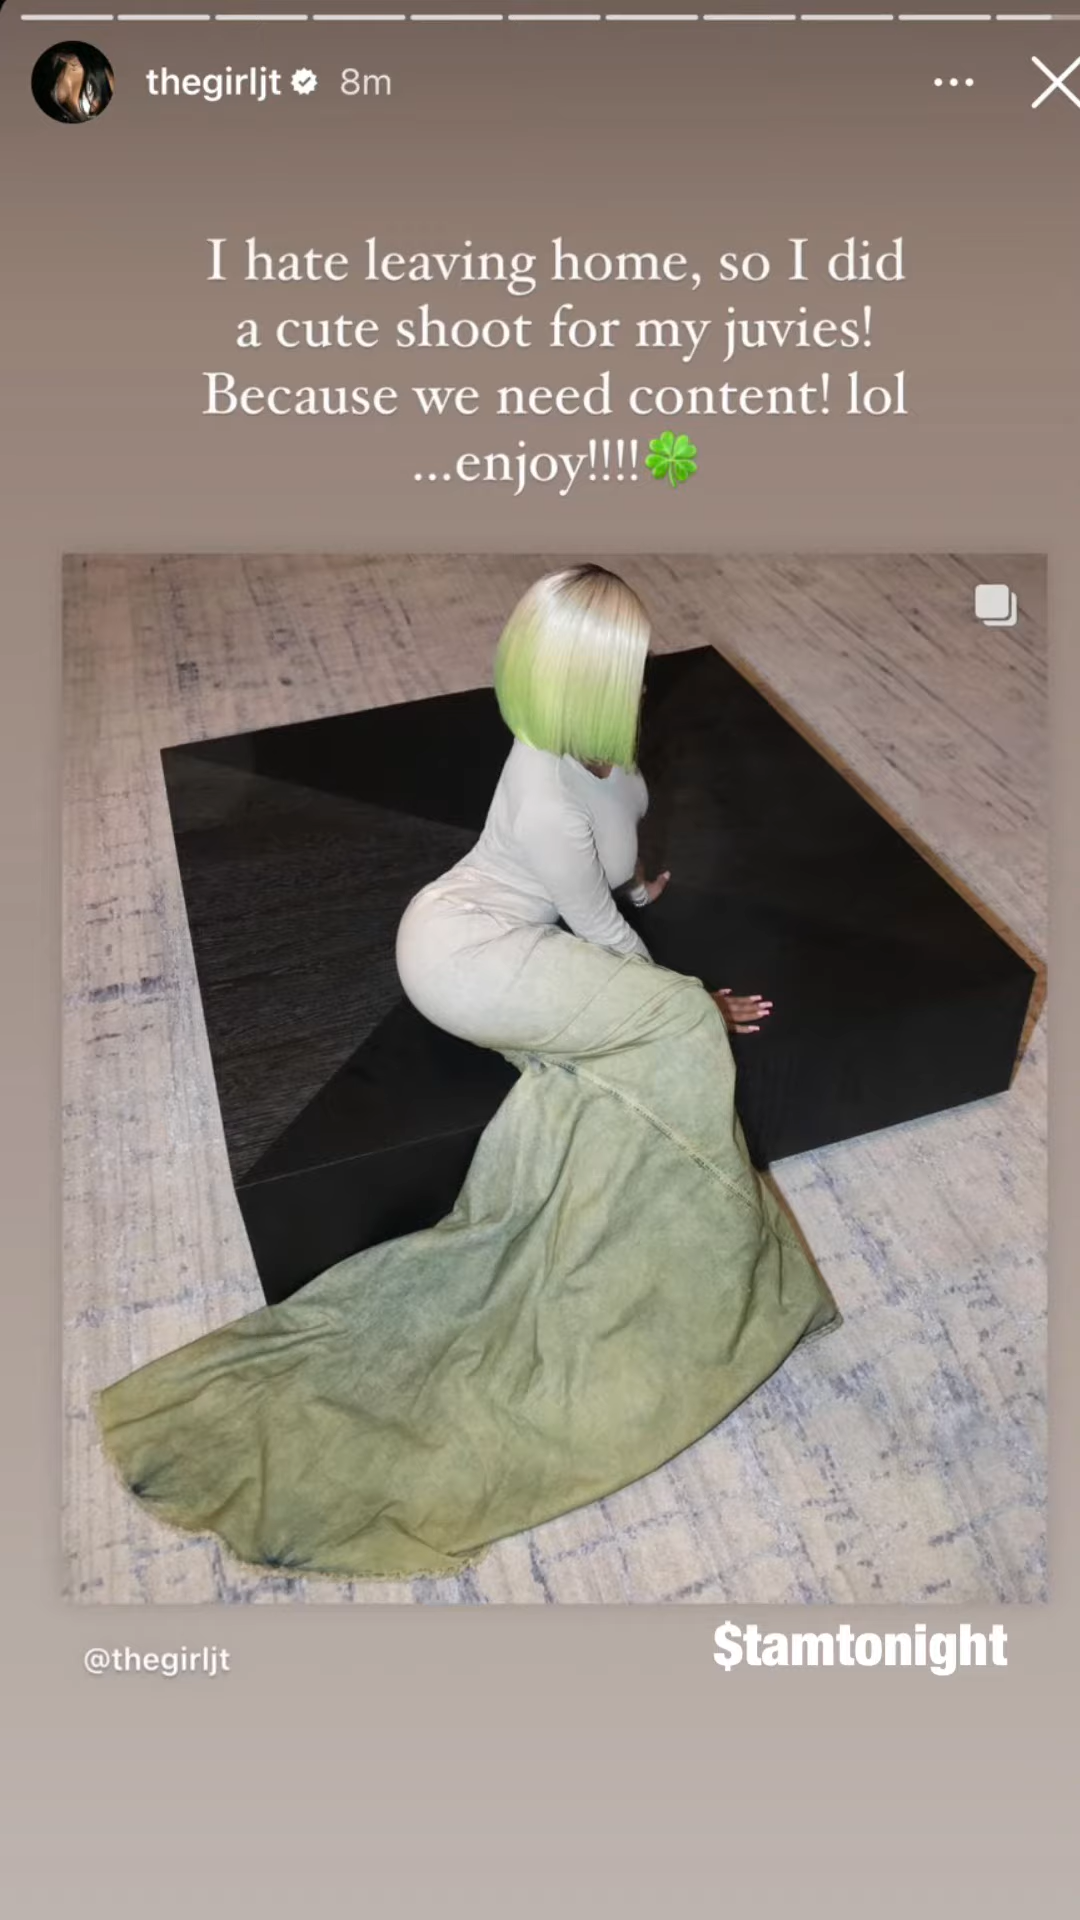 thegirljt 8m
I hate leaving home, so I did
a cute shoot for my juvies!
Because we need content! lol
...enjoy!!!!🍀
@thegirljt
$tamtonight